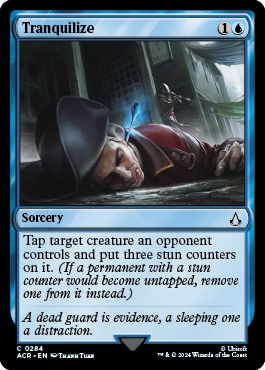 Tranquilize
1
Sorcery
Tap target creature an opponent
controls and put three stun counters
on it. (If a permanent with a stun
counter would become untapped, remove
one from it instead.)
A dead guard is evidence, a sleeping one
a distraction.
C 0284
ACR • EN ThanhTuan
© Ubisoft
™ & © 2024 Wizards of the Coast